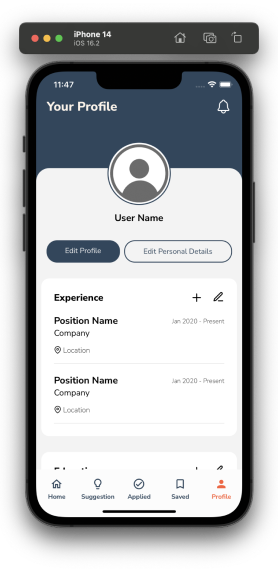 iPhone 14
iOS 16.2
11:47
Your Profile
User Name
Edit Profile
Edit Personal Details
Experience
Position Name
Jan 2020 - Present
Company
Location
Position Name
Jan 2020 - Present
Company
Location
Home
Suggestion
Applied
Saved
Profile